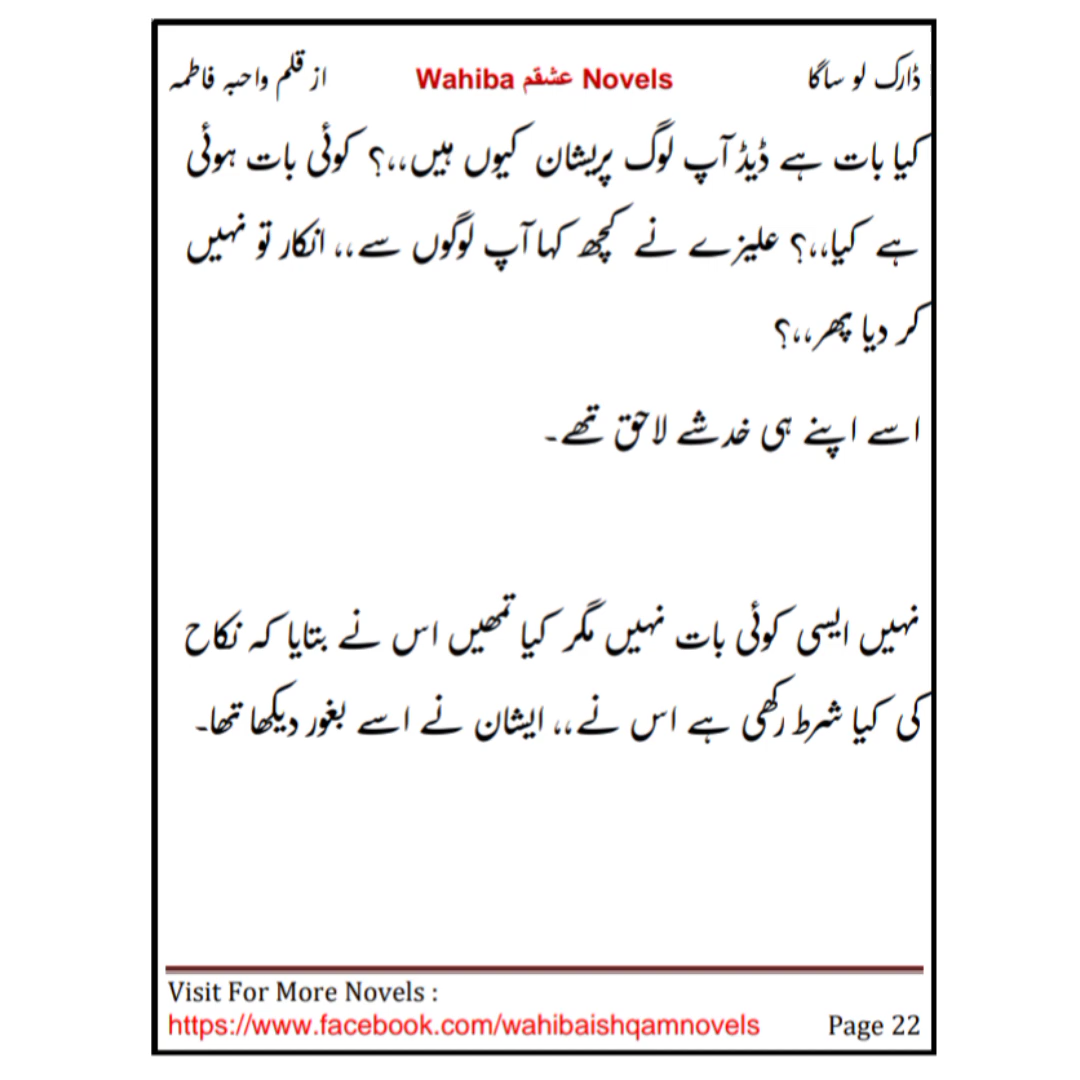 ڈارک لو ساگا Wahiba عشقم Novels از قلم واحبہ فاطمہ
کیا بات ہے ڈیڈ آپ لوگ پریشان کیوں ہیں،،؟ کوئی بات ہوئی
ہے کیا،،؟ علیزے نے کچھ کہا آپ لوگوں سے،، انکار تو نہیں
کر دیا پھر،،؟
اسے اپنے ہی خدشے لاحق تھے۔
نہیں ایسی کوئی بات نہیں مگر کیا تمھیں اس نے بتایا کہ نکاح
کی کیا شرط رکھی ہے اس نے،، ایشان نے اسے بغور دیکھا تھا۔
Visit For More Novels :
https://www.facebook.com/wahibaishqamnovels Page 22